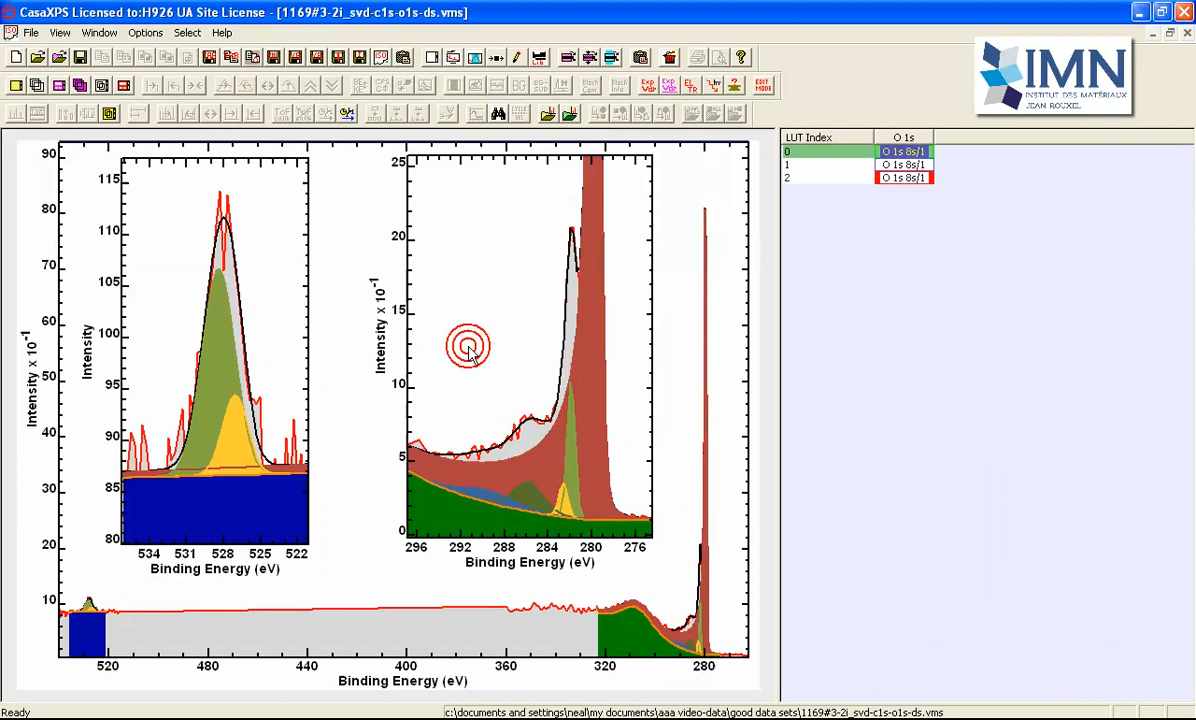 CasaXPS Licensed to:H926 UA Site License - [1169#3-2i_svd-c1s-o1s-ds.vms]
File View Window Options Select Help
IMN
INSTITUT DES MATÉRIAUX
JEAN ROUXEL
LUT Index O 1s
0 O 1s 8s/1
1 O 1s 8s/1
2 O 1s 8s/1
90
80
70
60
50
40
30
20
10
Intensity x 10⁻¹
115
110
105
100
95
90
85
80
Intensity
534 531 528 525 522
Binding Energy (eV)
25
20
15
10
5
0
Intensity x 10⁻¹
296 292 288 284 280 276
Binding Energy (eV)
520 480 440 400 360 320 280
Binding Energy (eV)
Ready
c:\documents and settings\neal\my documents\aaa video-data\good data sets\1169#3-2i_svd-c1s-o1s-ds.vms